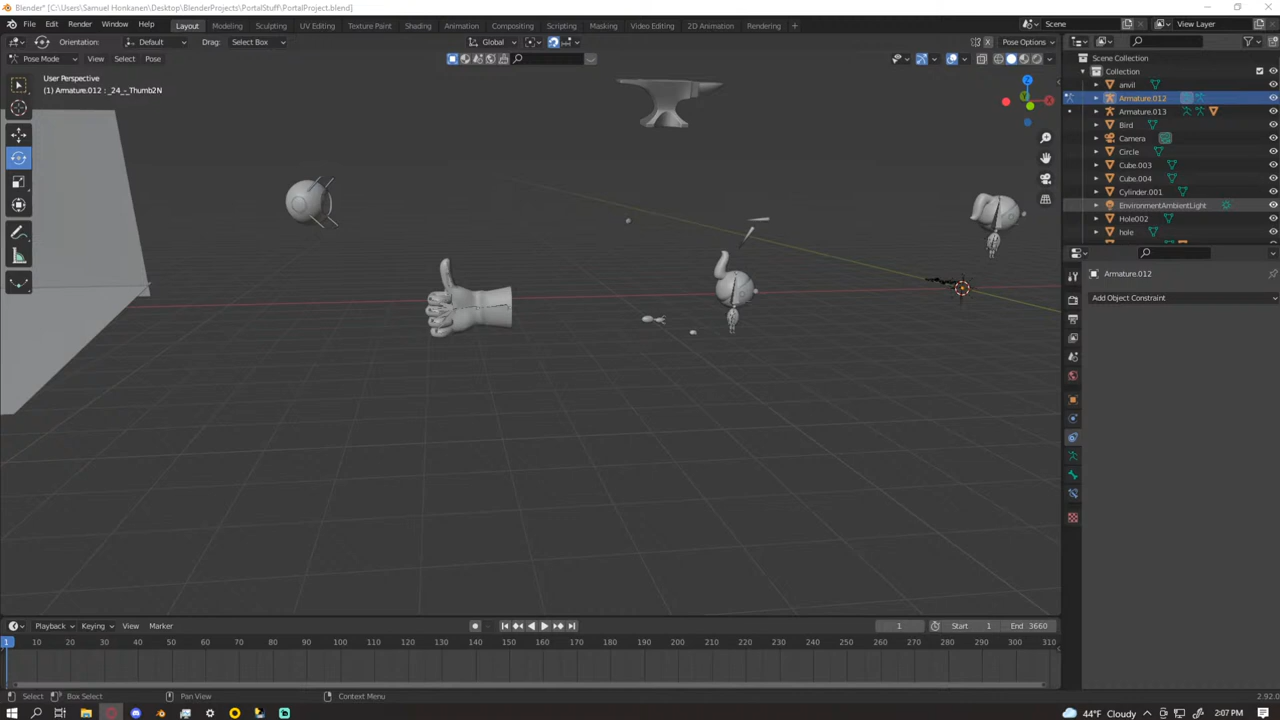 Blender* [C:\Users\Samuel Honkanen\Desktop\BlenderProjects\PortalStuff\PortalProject.blend]
File Edit Render Window Help Layout Modeling Sculpting UV Editing Texture Paint Shading Animation Rendering Compositing Scripting Masking Video Editing 2D Animation Rendering + Scene View Layer
Orientation: Default Drag: Select Box Global Pose Options
Pose Mode View Select Pose
User Perspective
(1) Armature.012 : _24_-_Thumb2N
Z
Y
X
Scene Collection
Collection
anvil
Armature.012
Armature.013
Bird
Camera
Circle
Cube.003
Cube.004
Cylinder.001
EnvironmentAmbientLight
Hole002
hole
Armature.012
Add Object Constraint
Playback Keying View Marker 1 Start 1 End 3660
1 10 20 30 40 50 60 70 80 90 100 110 120 130 140 150 160 170 180 190 200 210 220 230 240 250 260 270 280 290 300 310
Select Box Select Pan View Context Menu 2.92.0
44°F Cloudy 2:07 PM